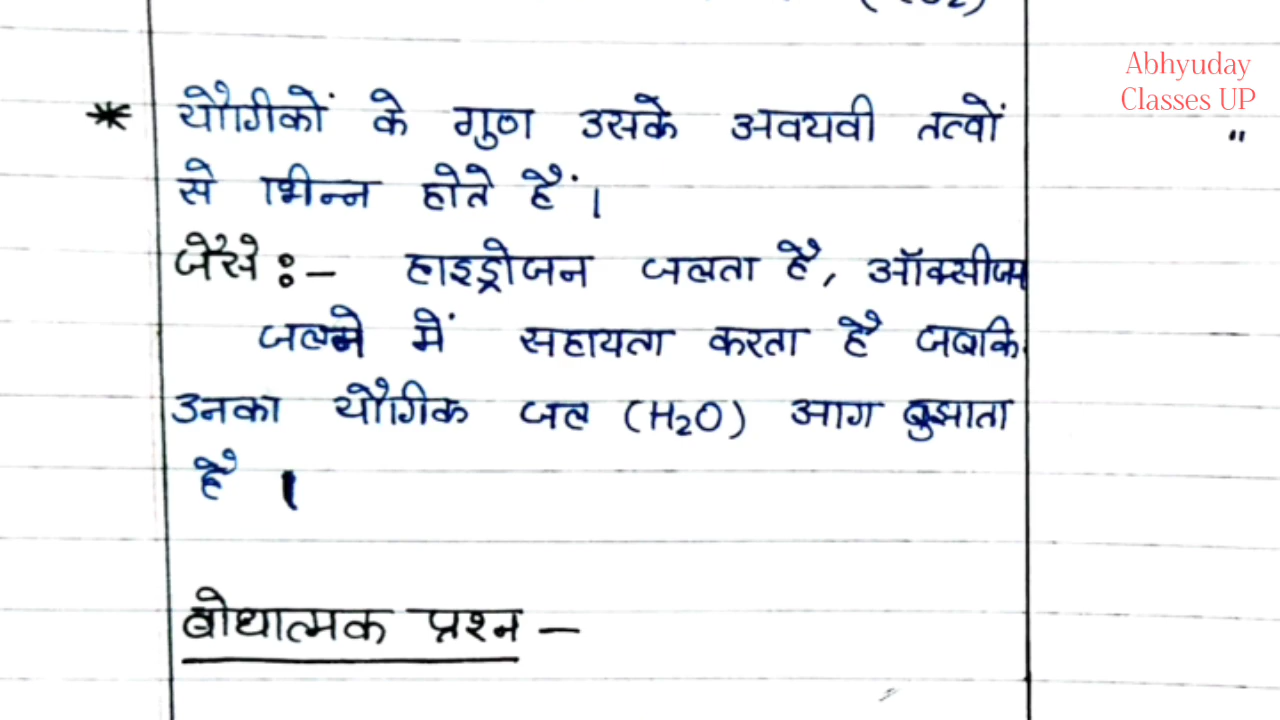 Abhyuday
Classes UP
"
* यौगिकों के गुण उसके अवयवी तत्वों
से भिन्न होते हैं।
जैसे :- हाइड्रोजन जलता है, ऑक्सीजन
जलने में सहायता करता है जबकि
उनका यौगिक जल (H₂O) आग बुझाता
है ।
बोधात्मक प्रश्न -